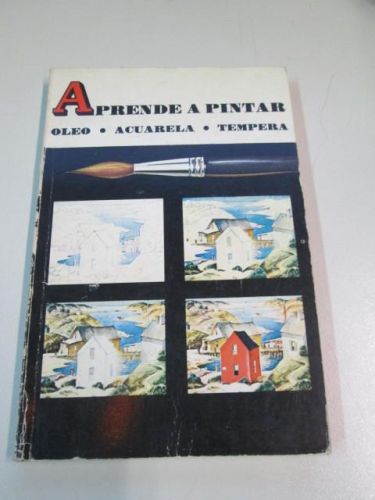 APRENDE A PINTAR
OLEO • ACUARELA • TEMPERA